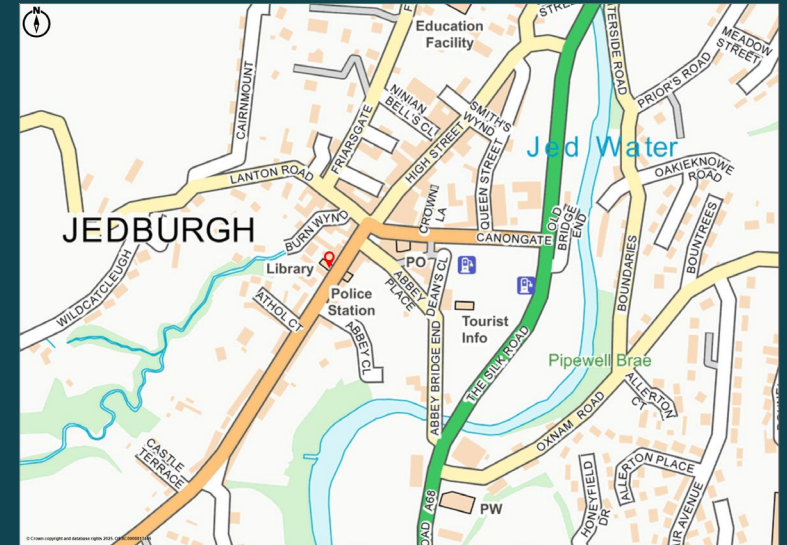 N
Education
Facility
STREE
MEADOW
STREET
PRIOR'S ROAD
CAIRNMOUNT
NINIAN
BELL'S CL
SMITH'S
WYND
FRIARSGATE
HIGH STREET
Jed Water
QUEEN STREET
OAKIEKNOWE
ROAD
LANTON ROAD
CROWN
LA
OLD
BRIDGE
END
JEDBURGH
BURN WYND
CANONGATE
BOUNTREES
BOUNDARIES
WILDCATCLEUGH
Library
PO
DEAN'S CL
ABBEY
PLACE
Police
Station
ATHOL CT
Tourist
Info
ABBEY CL
ABBEY BRIDGE END
THE SILK ROAD
Pipewell Brae
ALLERTON
CT
OXNAM ROAD
CASTLE
TERRACE
ALLERTON PLACE
HONEYFIELD
DR
A68
PW